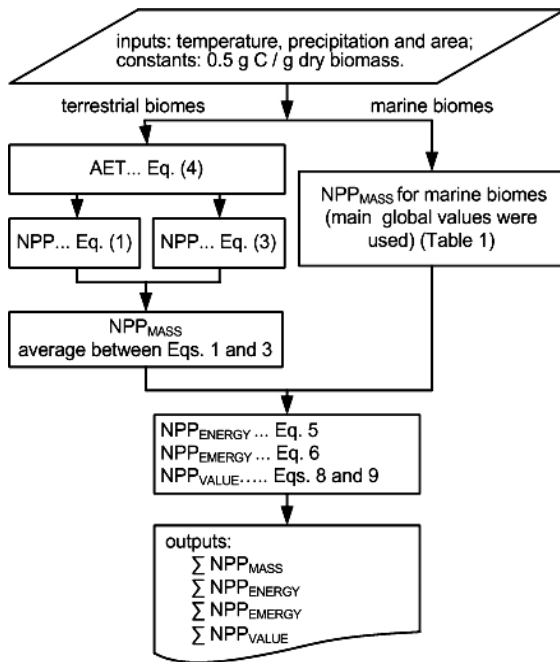 inputs: temperature, precipitation and area;
constants: 0.5 g C / g dry biomass.
terrestrial biomes
marine biomes
AET... Eq. (4)
NPP... Eq. (1)
NPP... Eq. (3)
NPPMASS
average between Eqs. 1 and 3
NPPMASS for marine biomes
(main global values were
used) (Table 1)
NPPENERGY ... Eq. 5
NPPEMERGY ... Eq. 6
NPPVALUE..... Eqs. 8 and 9
outputs:
∑ NPPMASS
∑ NPPENERGY
∑ NPPEMERGY
∑ NPPVALUE